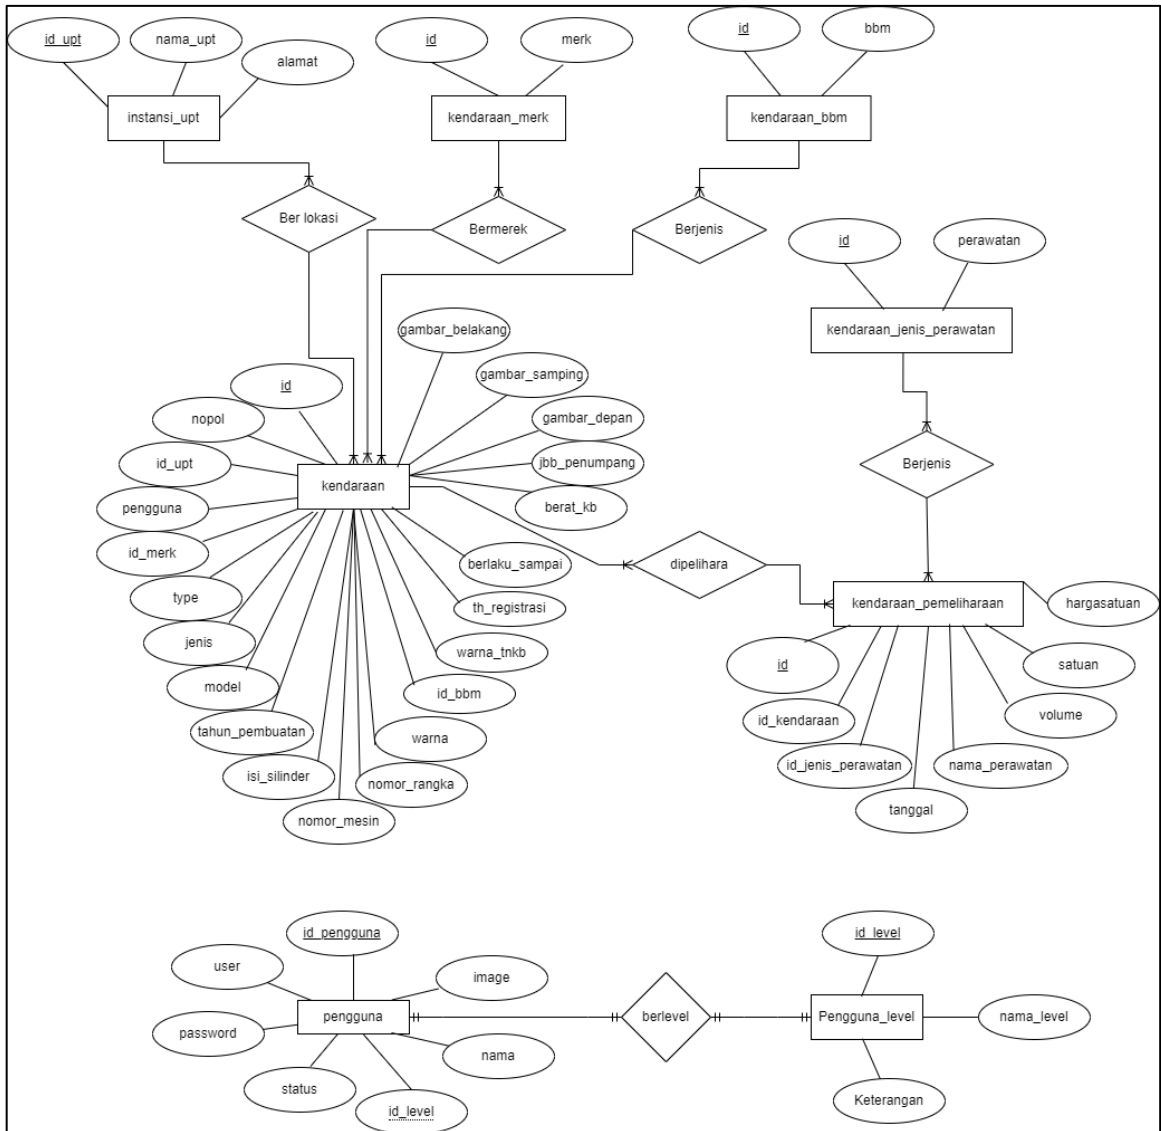 id_upt
nama_upt
alamat
instansi_upt
id
merk
kendaraan_merk
id
bbm
kendaraan_bbm
Ber lokasi
Bermerek
Berjenis
id
perawatan
kendaraan_jenis_perawatan
Berjenis
gambar_belakang
gambar_samping
gambar_depan
jbb_penumpang
berat_kb
id
nopol
id_upt
pengguna
id_merk
type
jenis
model
tahun_pembuatan
isi_silinder
nomor_mesin
nomor_rangka
warna
id_bbm
warna_tnkb
th_registrasi
berlaku_sampai
kendaraan
dipelihara
kendaraan_pemeliharaan
hargasatuan
satuan
volume
nama_perawatan
tanggal
id_jenis_perawatan
id_kendaraan
id
id_pengguna
user
image
password
pengguna
nama
status
id_level
berlevel
id_level
Pengguna_level
nama_level
Keterangan